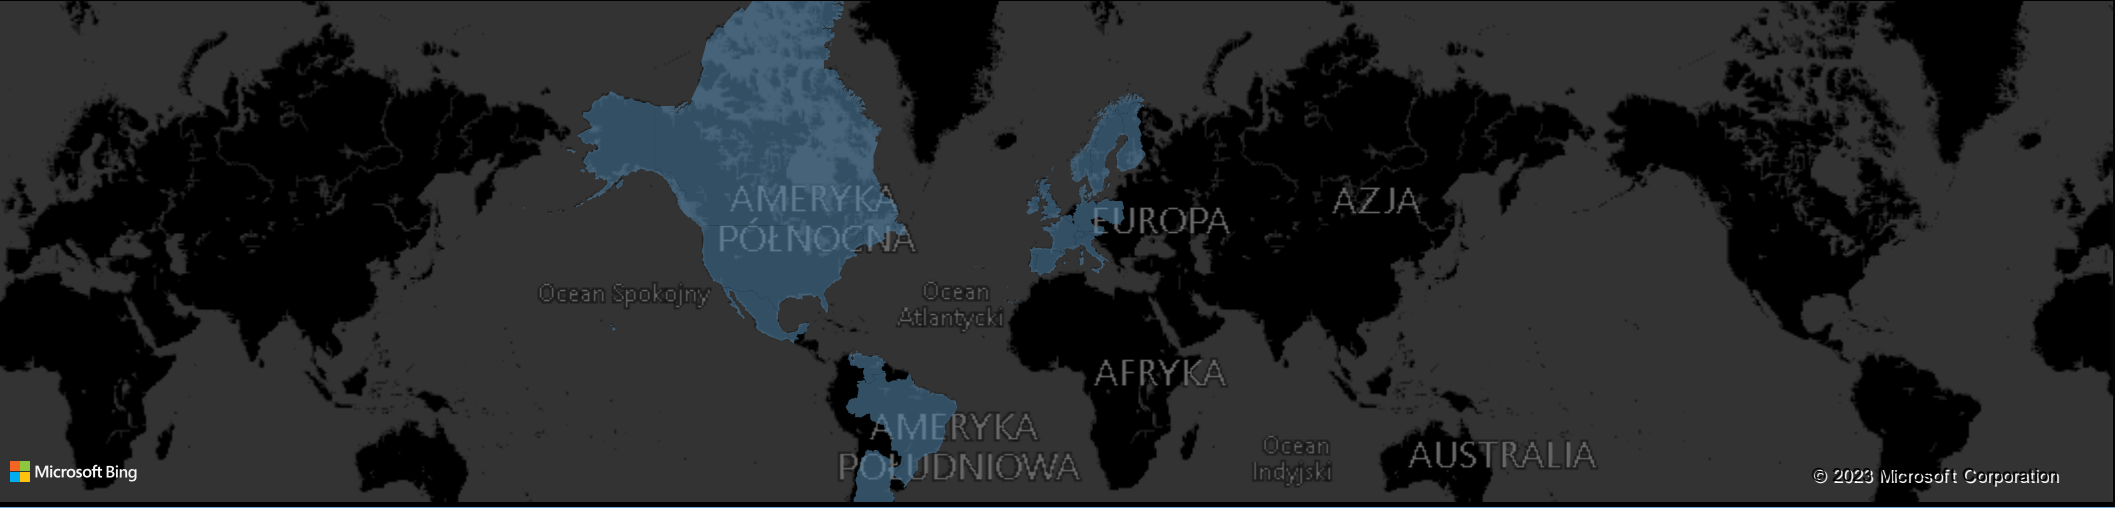 AMERYKA
PÓŁNOCNA
EUROPA
AZJA
Ocean Spokojny
Ocean
Atlantycki
AFRYKA
AMERYKA
POŁUDNIOWA
Ocean
Indyjski
AUSTRALIA
Microsoft Bing
© 2023 Microsoft Corporation